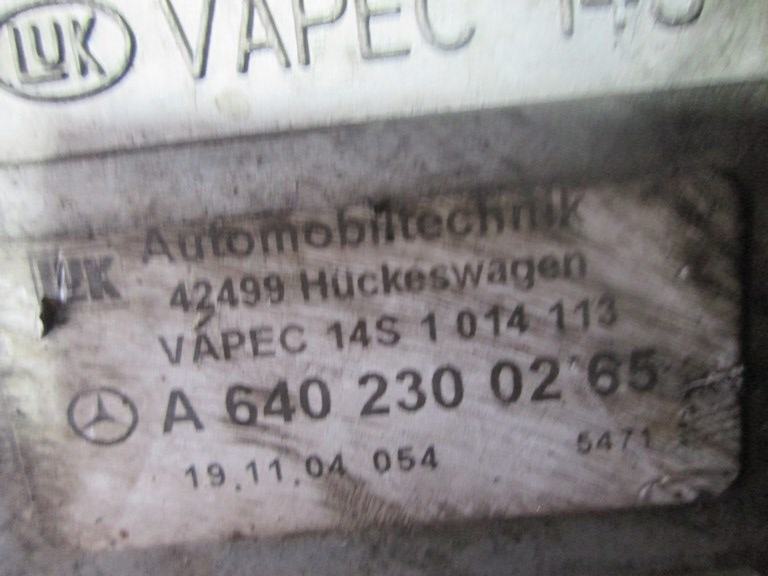 LUK VAPEC 14S
LUK Automobiltechnik
42499 Hückeswagen
VAPEC 14S 1 014 113
A 640 230 02 65
19.11.04 054 5471